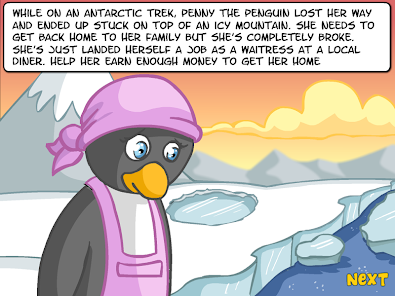 WHILE ON AN ANTARCTIC TREK, PENNY THE PENGUIN LOST HER WAY
AND ENDED UP STUCK ON TOP OF AN ICY MOUNTAIN. SHE NEEDS TO
GET BACK HOME TO HER FAMILY BUT SHE'S COMPLETELY BROKE.
SHE'S JUST LANDED HERSELF A JOB AS A WAITRESS AT A LOCAL
DINER. HELP HER EARN ENOUGH MONEY TO GET HER HOME
NEXT